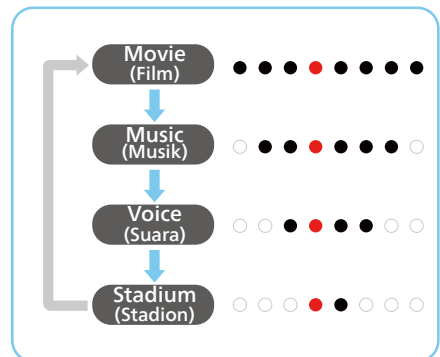 Movie
(Film)
Music
(Musik)
Voice
(Suara)
Stadium
(Stadion)